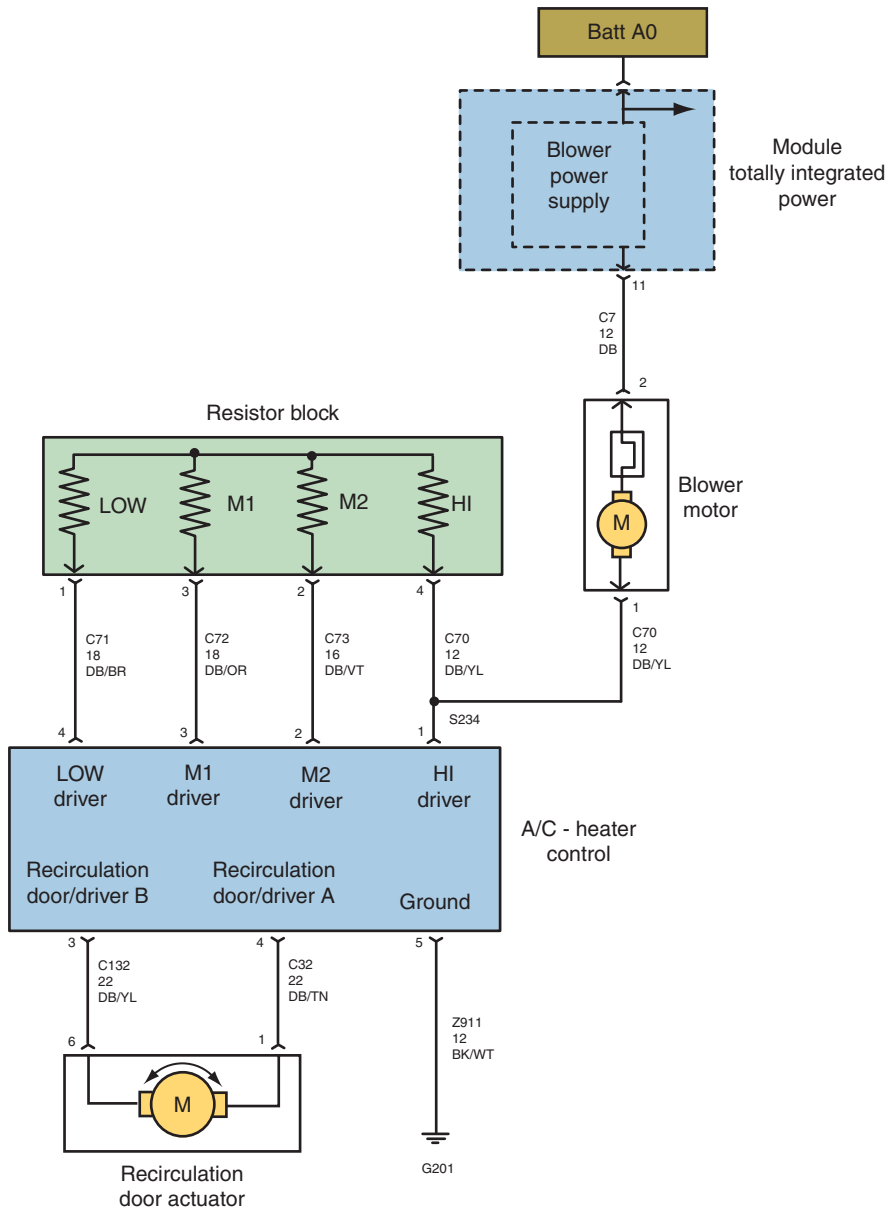 Batt A0
Blower
power
supply
Module
totally integrated
power
11
C7
12
DB
2
Resistor block
LOW
M1
M2
HI
M
Blower
motor
1
3
2
4
1
C71
18
DB/BR
C72
18
DB/OR
C73
16
DB/VT
C70
12
DB/YL
C70
12
DB/YL
S234
4
3
2
1
LOW
driver
M1
driver
M2
driver
HI
driver
A/C - heater
control
Recirculation
door/driver B
Recirculation
door/driver A
Ground
3
4
5
C132
22
DB/YL
C32
22
DB/TN
Z911
12
BK/WT
6
1
M
G201
Recirculation
door actuator